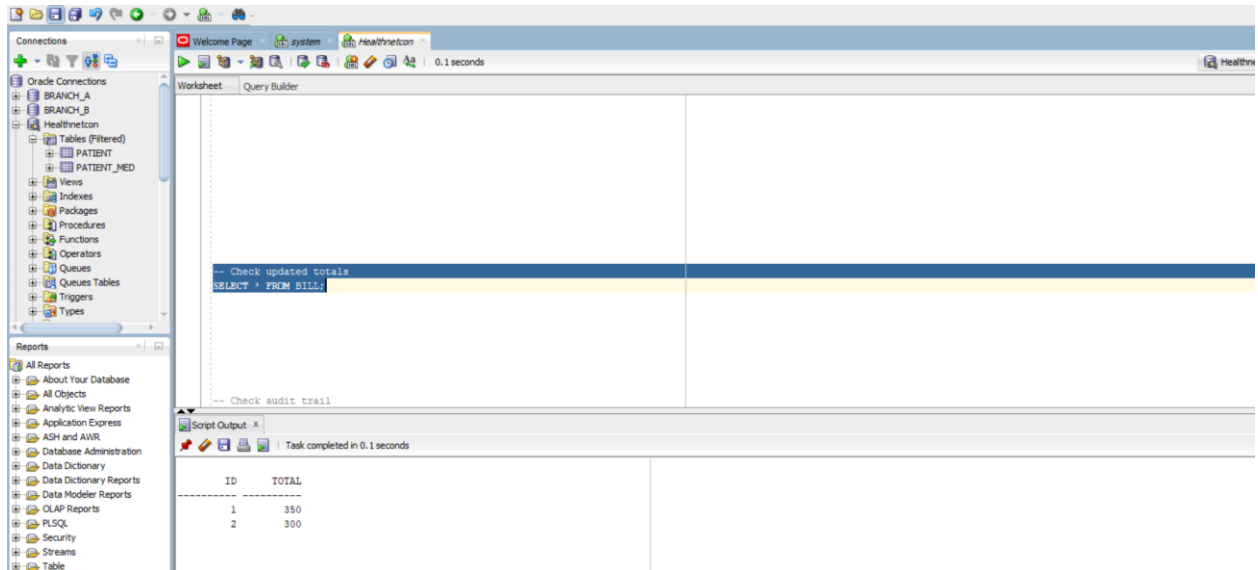 Connections
Oracle Connections
BRANCH_A
BRANCH_B
Healthnetcon
Tables (Filtered)
PATIENT
PATIENT_MED
Views
Indexes
Packages
Procedures
Functions
Operators
Queues
Queues Tables
Triggers
Types
Reports
All Reports
About Your Database
All Objects
Analytic View Reports
Application Express
ASH and AWR
Database Administration
Data Dictionary
Data Dictionary Reports
Data Modeler Reports
OLAP Reports
PLSQL
Security
Streams
Table
Welcome Page system Healthnetcon
0.1 seconds Healthne
Worksheet Query Builder
-- Check updated totals
SELECT * FROM BILL;
-- Check audit trail
Script Output
Task completed in 0.1 seconds
ID TOTAL
---------- ----------
1 350
2 300